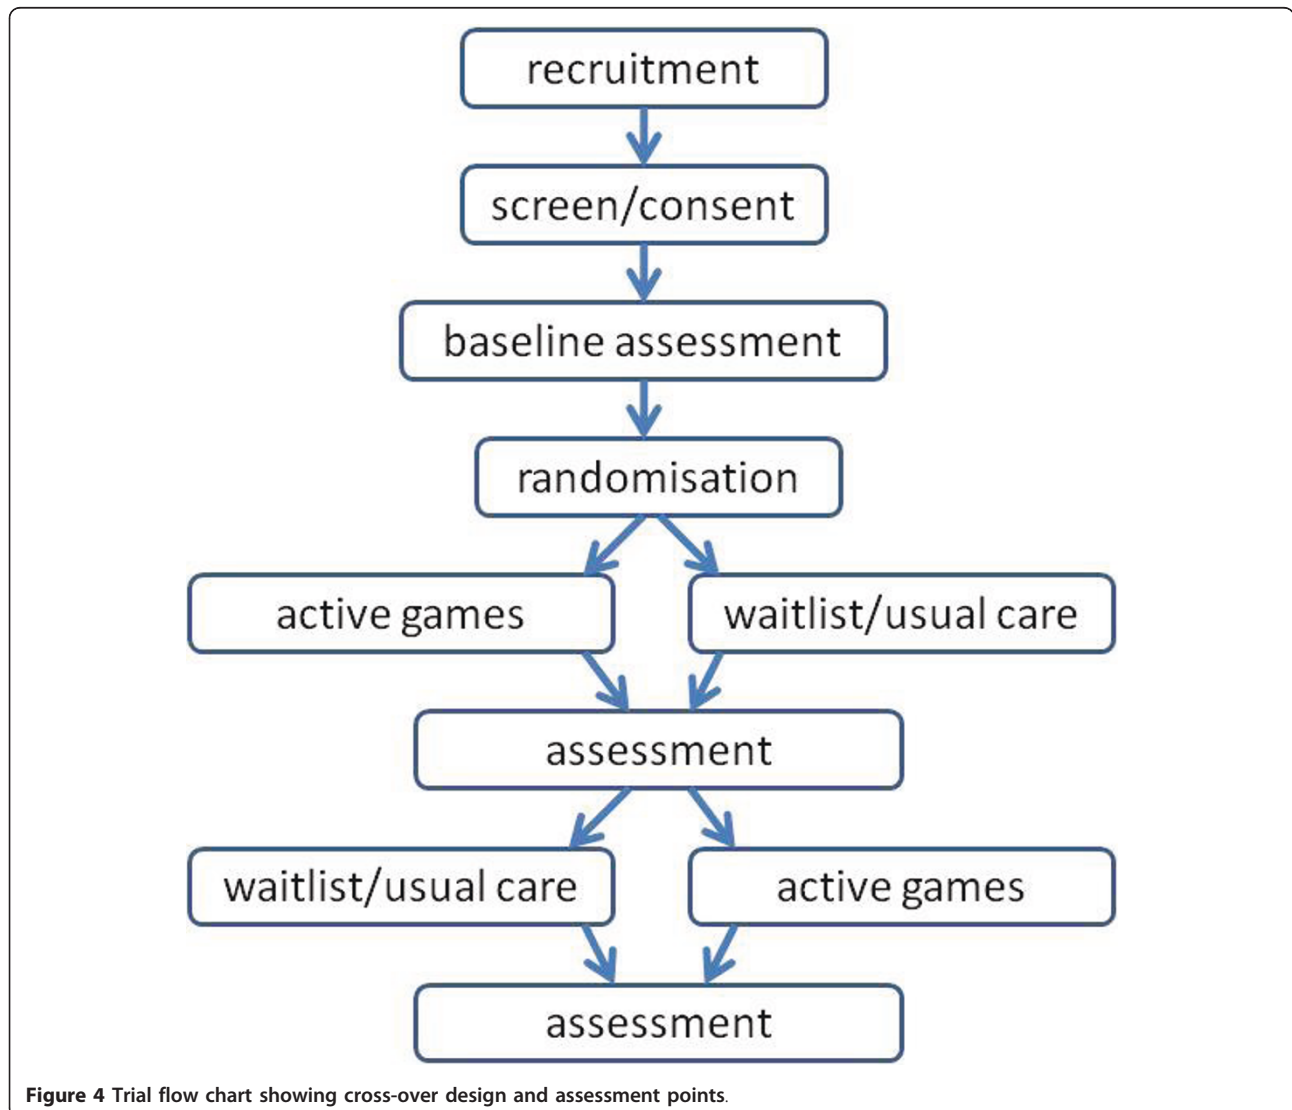 recruitment
screen/consent
baseline assessment
randomisation
active games
waitlist/usual care
assessment
waitlist/usual care
active games
assessment
Figure 4 Trial flow chart showing cross-over design and assessment points.